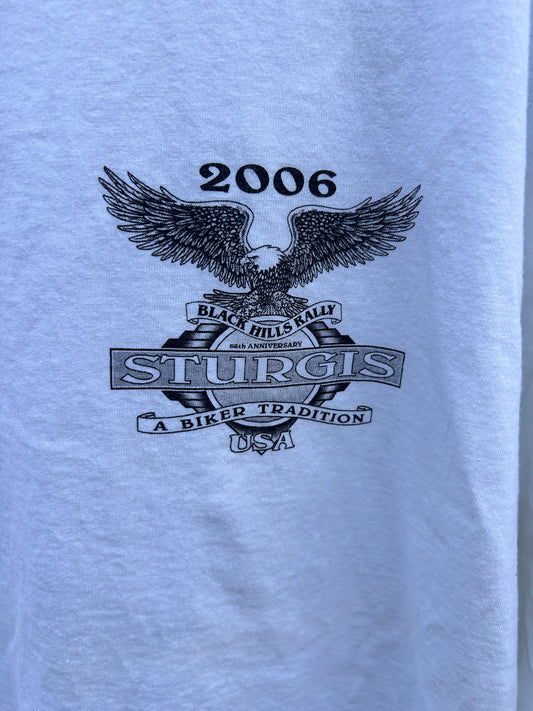 2006
BLACK HILLS RALLY
66th ANNIVERSARY
STURGIS
A BIKER TRADITION
USA